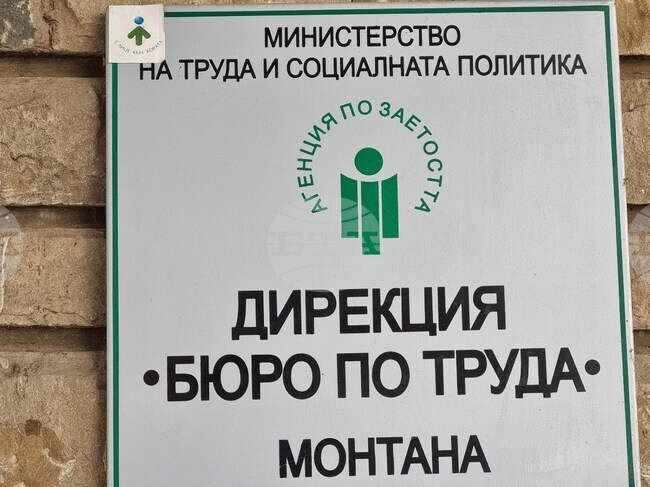 МИНИСТЕРСТВО
НА ТРУДА И СОЦИАЛНАТА ПОЛИТИКА
АГЕНЦИЯ ПО ЗАЕТОСТТА
ДИРЕКЦИЯ
•БЮРО ПО ТРУДА•
МОНТАНА